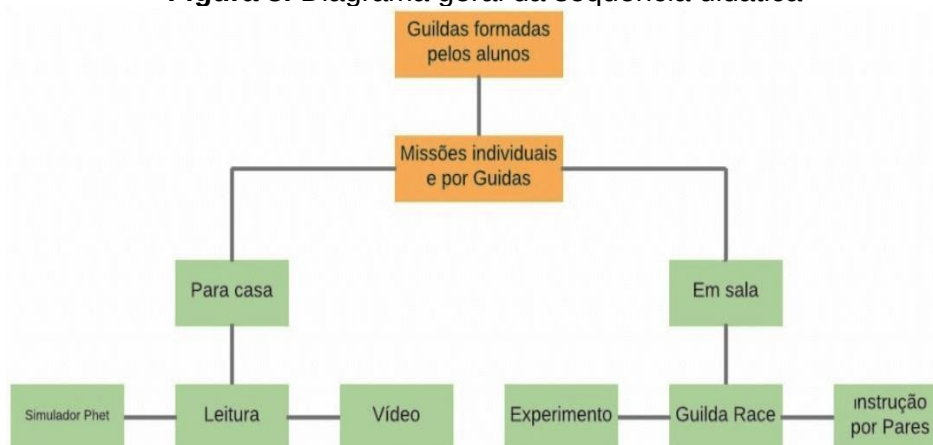 Figura 3. Diagrama geral da sequência didática
Guildas formadas
pelos alunos
Missões individuais
e por Guidas
Para casa
Em sala
Simulador Phet
Leitura
Vídeo
Experimento
Guilda Race
Instrução
por Pares